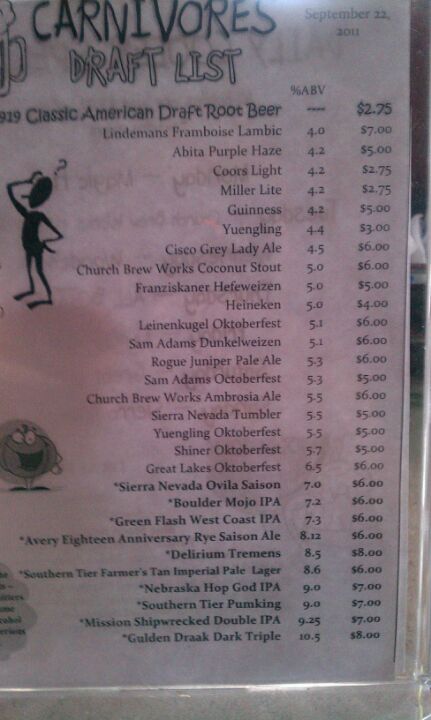 CARNIVORES
DRAFT LIST
September 22, 2011
%ABV
1919 Classic American Draft Root Beer ---- $2.75
Lindemans Framboise Lambic 4.0 $7.00
Abita Purple Haze 4.2 $5.00
Coors Light 4.2 $2.75
Miller Lite 4.2 $2.75
Guinness 4.2 $5.00
Yuengling 4.4 $3.00
Cisco Grey Lady Ale 4.5 $6.00
Church Brew Works Coconut Stout 5.0 $6.00
Franziskaner Hefeweizen 5.0 $5.00
Heineken 5.0 $4.00
Leinenkugel Oktoberfest 5.1 $6.00
Sam Adams Dunkelweizen 5.1 $6.00
Rogue Juniper Pale Ale 5.3 $6.00
Sam Adams Octoberfest 5.3 $5.00
Church Brew Works Ambrosia Ale 5.5 $6.00
Sierra Nevada Tumbler 5.5 $5.00
Yuengling Oktoberfest 5.5 $5.00
Shiner Oktoberfest 5.7 $5.00
Great Lakes Oktoberfest 6.5 $6.00
*Sierra Nevada Ovila Saison 7.0 $6.00
*Boulder Mojo IPA 7.2 $6.00
*Green Flash West Coast IPA 7.3 $6.00
*Avery Eighteen Anniversary Rye Saison Ale 8.12 $6.00
*Delirium Tremens 8.5 $8.00
*Southern Tier Farmer's Tan Imperial Pale Lager 8.6 $6.00
*Nebraska Hop God IPA 9.0 $7.00
*Southern Tier Pumking 9.0 $7.00
*Mission Shipwrecked Double IPA 9.25 $7.00
*Gulden Draak Dark Triple 10.5 $8.00